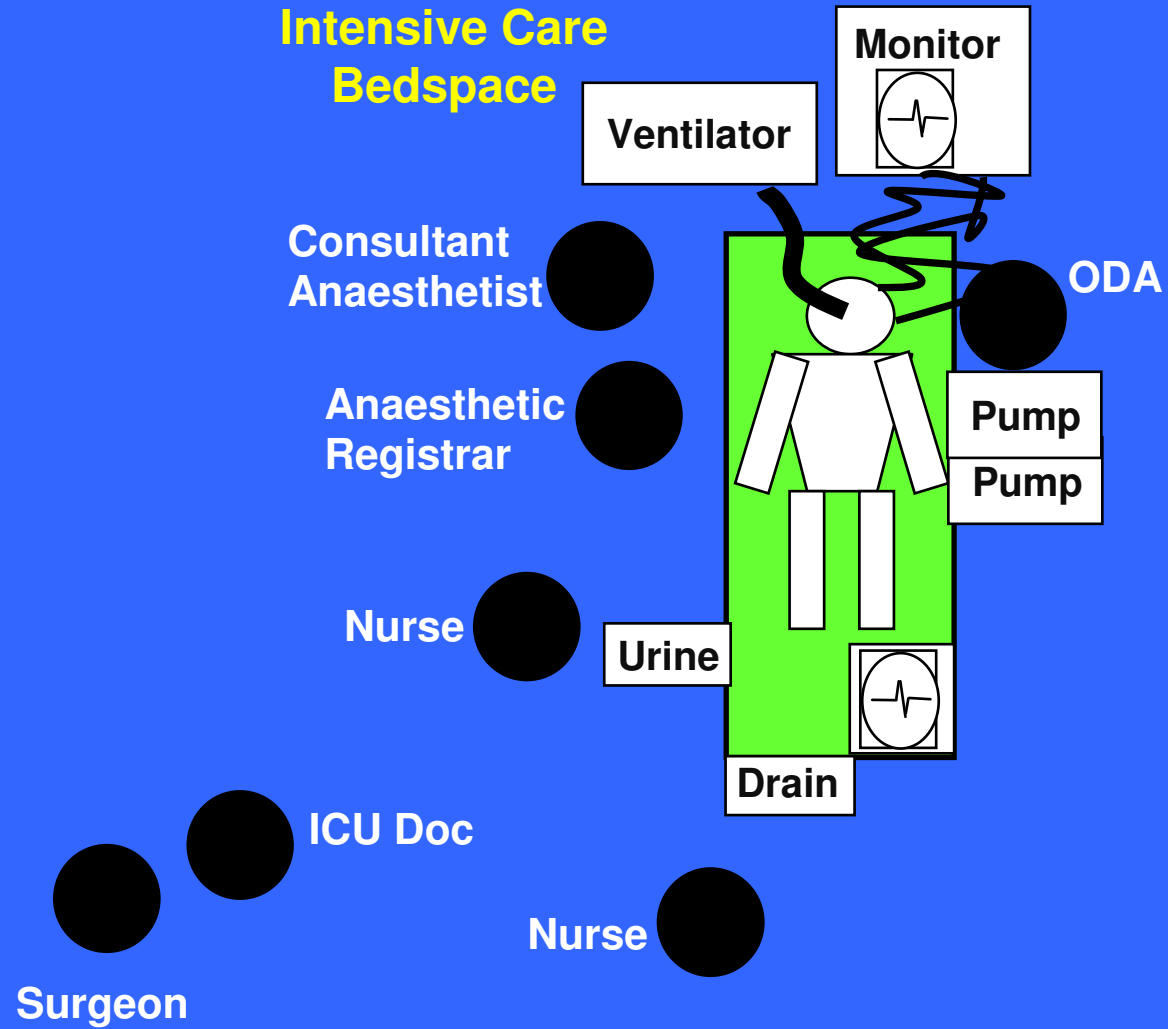 Intensive Care
Bedspace
Monitor
Ventilator
Consultant
Anaesthetist
ODA
Anaesthetic
Registrar
Pump
Pump
Nurse
Urine
Drain
ICU Doc
Nurse
Surgeon